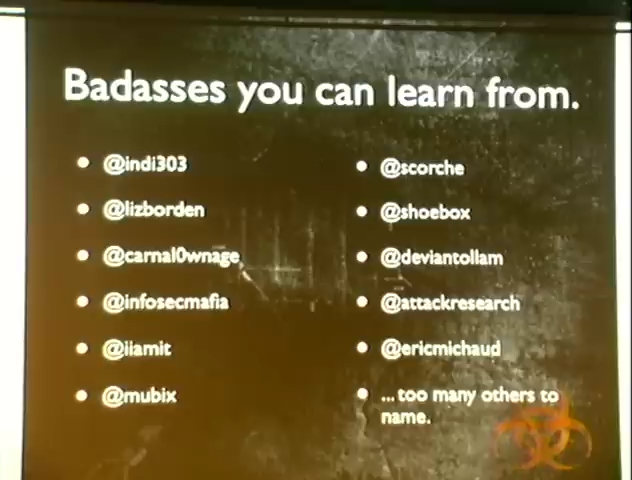 Badasses you can learn from.
@indi303
@lizborden
@carnal0wnage
@infosecmafia
@iiamit
@mubix
@scorche
@shoebox
@deviantollam
@attackresearch
@ericmichaud
...too many others to
name.